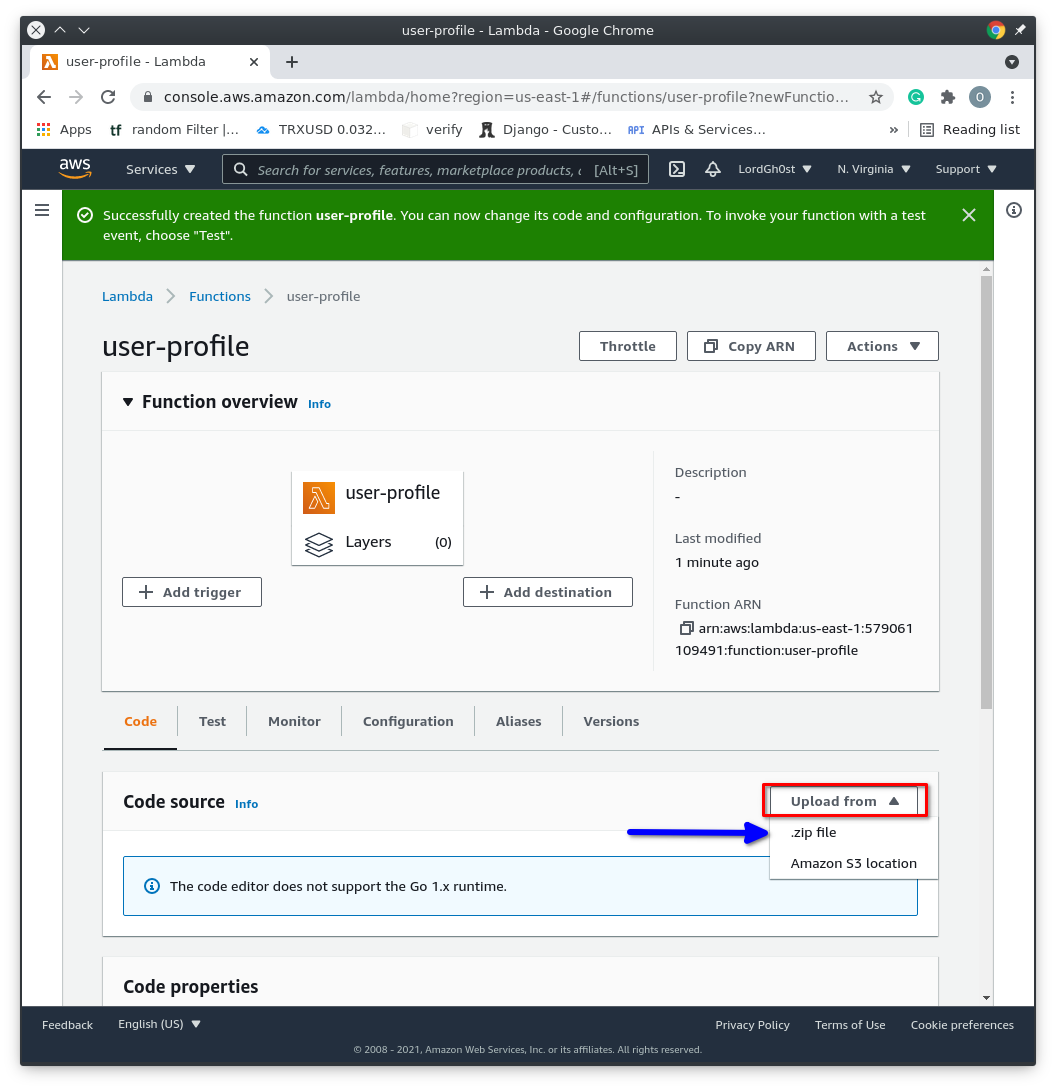 user-profile - Lambda - Google Chrome
user-profile - Lambda
console.aws.amazon.com/lambda/home?region=us-east-1#/functions/user-profile?newFunctio...
O
Apps
tf random Filter |...
TRXUSD 0.032...
verify
Django - Custo...
API APIs & Services...
»
Reading list
aws
Services
Search for services, features, marketplace products, c [Alt+S]
LordGh0st
N. Virginia
Support
Successfully created the function user-profile. You can now change its code and configuration. To invoke your function with a test
event, choose "Test".
Lambda
Functions
user-profile
user-profile
Throttle
Copy ARN
Actions
Function overview Info
user-profile
Layers (0)
Add trigger
Add destination
Description
-
Last modified
1 minute ago
Function ARN
arn:aws:lambda:us-east-1:579061
109491:function:user-profile
Code
Test
Monitor
Configuration
Aliases
Versions
Code source Info
Upload from
.zip file
Amazon S3 location
The code editor does not support the Go 1.x runtime.
Code properties
Feedback
English (US)
Privacy Policy
Terms of Use
Cookie preferences
© 2008 - 2021, Amazon Web Services, Inc. or its affiliates. All rights reserved.